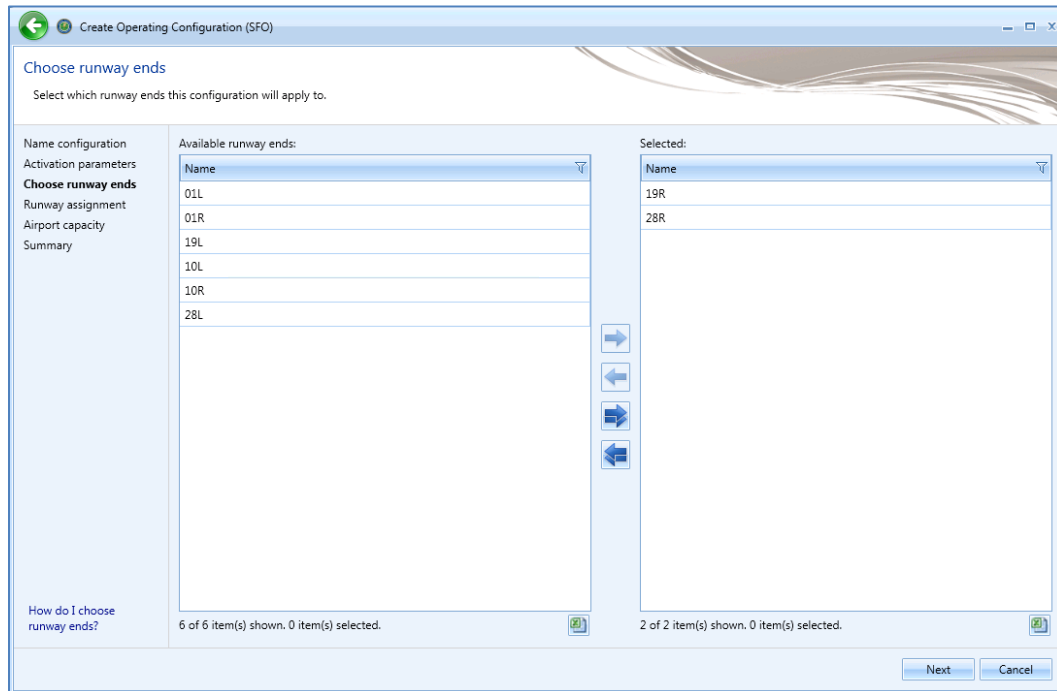 Create Operating Configuration (SFO)
Choose runway ends
Select which runway ends this configuration will apply to.
Name configuration
Activation parameters
Choose runway ends
Runway assignment
Airport capacity
Summary
How do I choose
runway ends?
Available runway ends:
Name
01L
01R
19L
10L
10R
28L
6 of 6 item(s) shown. 0 item(s) selected.
Selected:
Name
19R
28R
2 of 2 item(s) shown. 0 item(s) selected.
Next
Cancel